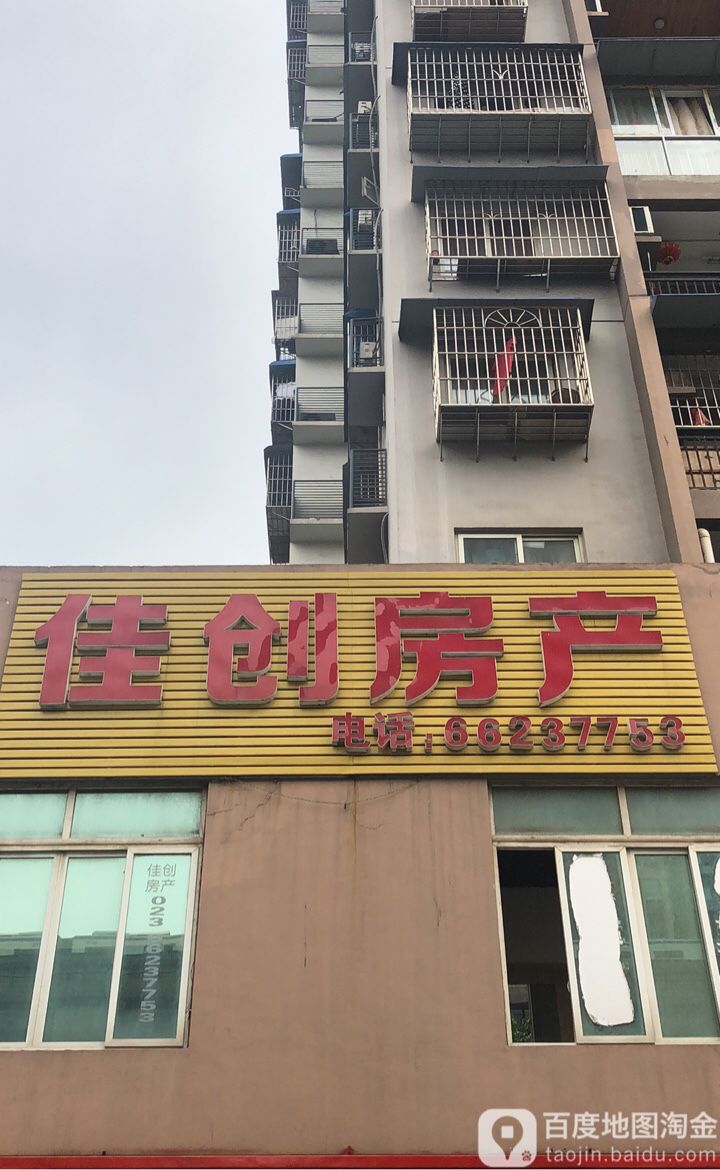 佳创房产
电话:66237753
佳创
房产
023 66237753
百度地图淘金
taojin.baidu.com